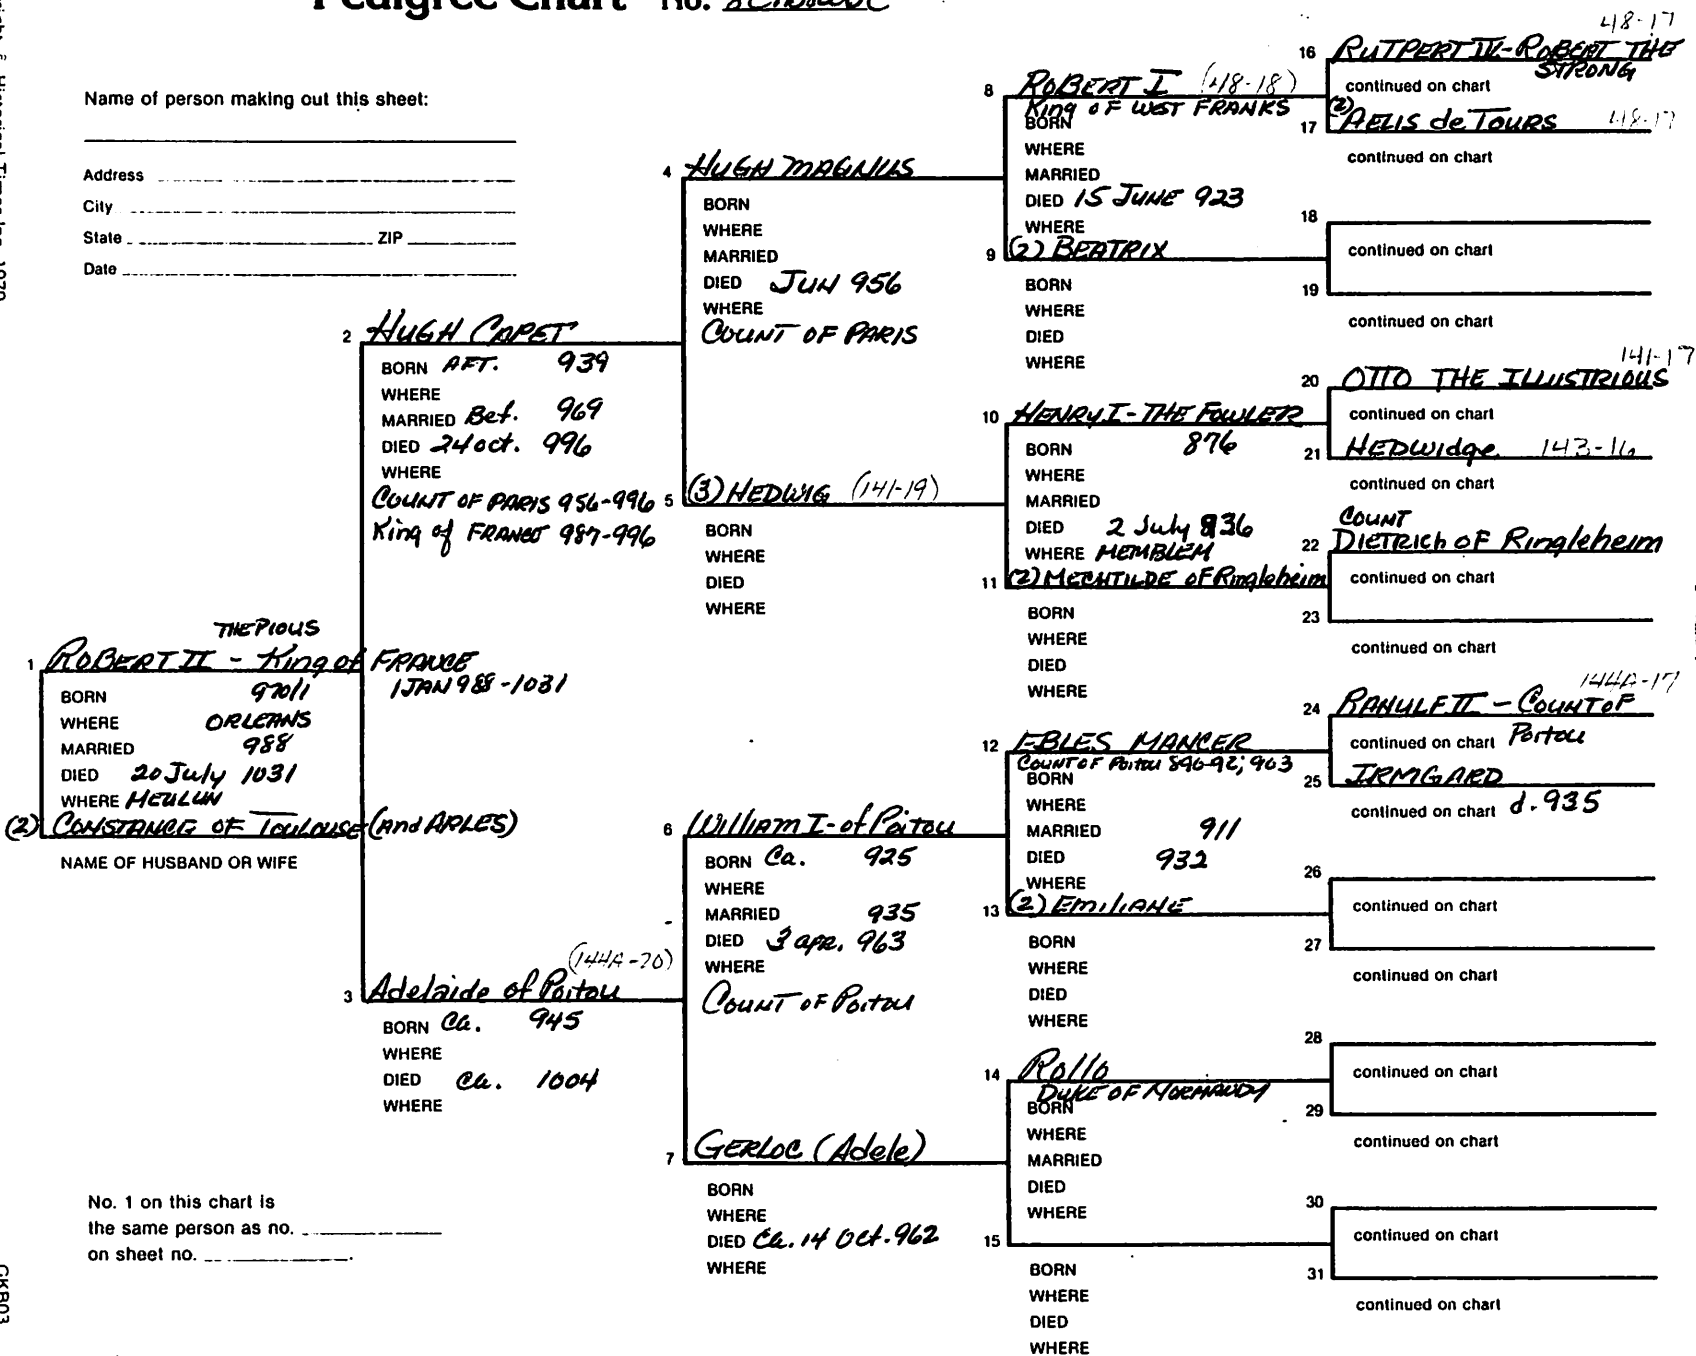 Pedigree Chart No.
Name of person making out this sheet:
Address
City
State ZIP
Date
1 ROBERT II - King of FRANCE
THE PIOUS
1 JAN 988-1031
BORN 970/1
WHERE ORLEANS
MARRIED 988
DIED 20 July 1031
WHERE MEULUN
(2) CONSTANCE OF TOULOUSE (and ARLES)
NAME OF HUSBAND OR WIFE
2 HUGH CAPET
BORN AFT. 939
WHERE
MARRIED Bef. 969
DIED 24 oct. 996
WHERE
COUNT OF PARIS 956-996
King of FRANCE 987-996
(144A-20)
3 Adelaide of Poitou
BORN Ca. 945
WHERE
DIED Ca. 1004
WHERE
4 HUGH MAGNUS
BORN
WHERE
MARRIED
DIED JUN 956
WHERE
COUNT OF PARIS
5 (3) HEDWIG (141-19)
BORN
WHERE
DIED
WHERE
6 William I - of Poitou
BORN Ca. 925
WHERE
MARRIED 935
DIED 3 apr. 963
WHERE
COUNT OF POITOU
7 GERLOC (Adele)
BORN
WHERE
DIED Ca. 14 Oct. 962
WHERE
8 ROBERT I (48-18)
King OF WEST FRANKS
BORN
WHERE
MARRIED
DIED 15 JUNE 923
WHERE
9 (2) BEATRIX
BORN
WHERE
DIED
WHERE
10 HENRY I - THE FOWLER
BORN 876
WHERE
MARRIED
DIED 2 July 936
WHERE MEMBLEM
11 (2) MECHTILDE OF Ringleheim
BORN
WHERE
DIED
WHERE
12 EBLES MANCER
COUNT OF Poitou 890-92; 963
BORN
WHERE
MARRIED 911
DIED 932
WHERE
13 (2) EMILIANE
BORN
WHERE
DIED
WHERE
14 Rollo
DUKE OF NORMANDY
BORN
WHERE
MARRIED
DIED
WHERE
15
BORN
WHERE
DIED
WHERE
48-17
16 RUTPERT III - ROBERT THE
STRONG
continued on chart
17 (2) AELIS de TOURS 48-17
continued on chart
18
continued on chart
19
continued on chart
141-17
20 OTTO THE ILLUSTRIOUS
continued on chart
21 HEDWIdge 143-16
continued on chart
COUNT
22 DIETRICH OF Ringleheim
continued on chart
23
continued on chart
144A-17
24 RANULF II - COUNT OF
continued on chart Poitou
25 IRMGARD
continued on chart d. 935
26
continued on chart
27
continued on chart
28
continued on chart
29
continued on chart
30
continued on chart
31
continued on chart
No. 1 on this chart is
the same person as no.
on sheet no. .
Historical Times Inc. 1979
GKB03